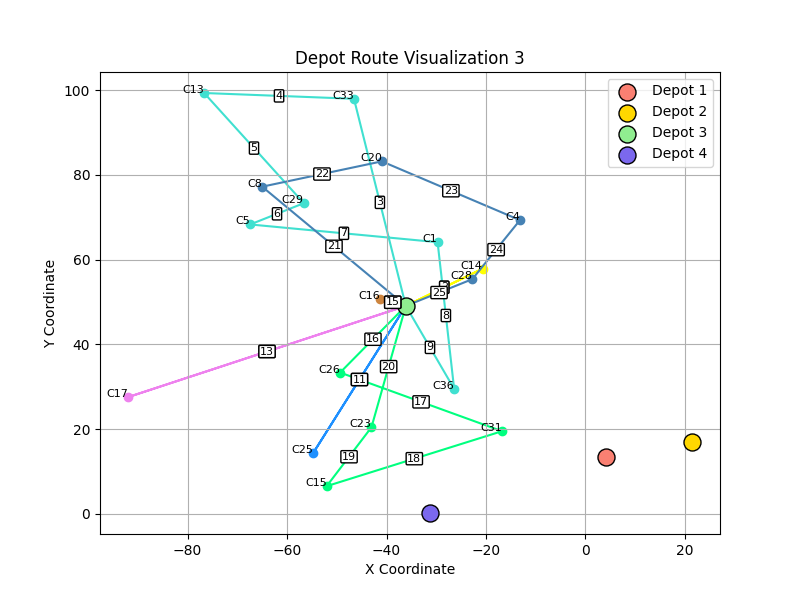 Depot Route Visualization 3
Depot 1
Depot 2
Depot 3
Depot 4
C13
4
C33
5
C20
22
C8
23
C29
3
6
C5
C4
7
C1
21
24
C14
C28
25
C16
15
8
16
9
13
20
C26
11
C36
C17
17
C23
C31
C25
19
18
C15
100
80
60
40
20
0
−80
−60
−40
−20
0
20
X Coordinate
Y Coordinate